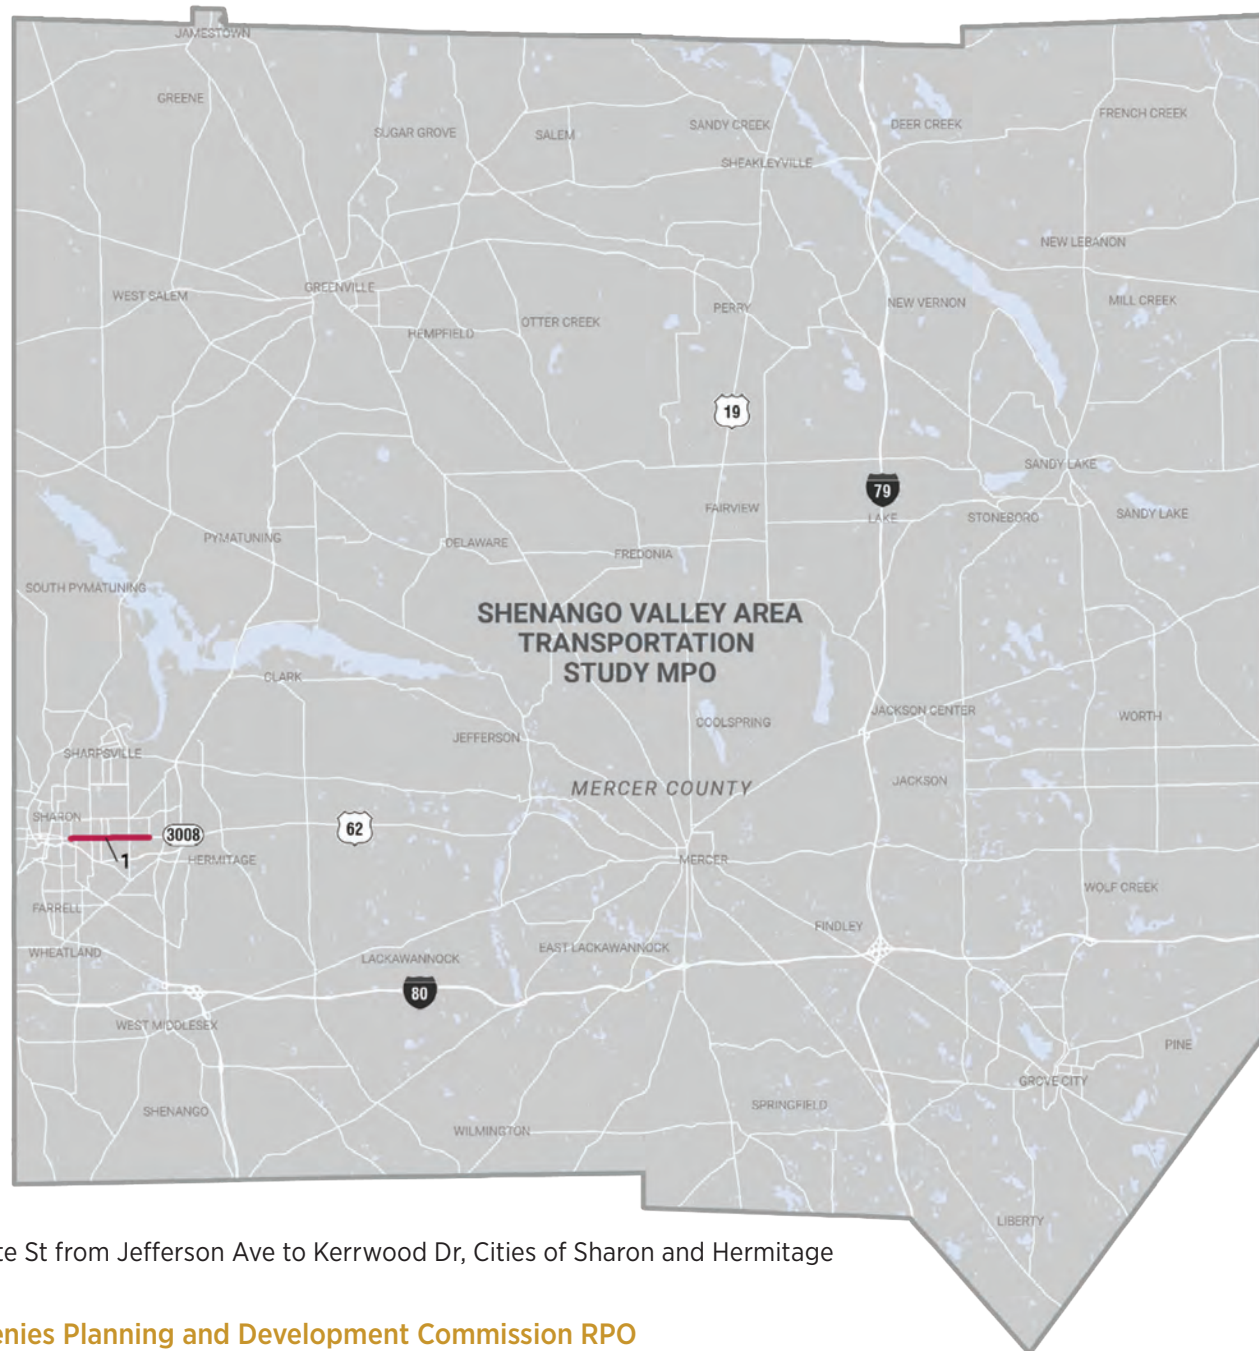 JAMESTOWN
GREENE
SUGAR GROVE
SALEM
SANDY CREEK
DEER CREEK
FRENCH CREEK
SHEAKLEYVILLE
NEW LEBANON
GREENVILLE
WEST SALEM
OTTER CREEK
PERRY
NEW VERNON
MILL CREEK
HEMPFIELD
19
SANDY LAKE
79
FAIRVIEW
LAKE
STONEBORO
SANDY LAKE
PYMATUNING
DELAWARE
FREDONIA
SOUTH PYMATUNING
SHENANGO VALLEY AREA
TRANSPORTATION
STUDY MPO
CLARK
JACKSON CENTER
WORTH
COOLSPRING
JEFFERSON
SHARPSVILLE
MERCER COUNTY
JACKSON
SHARON
3008
62
1
HERMITAGE
MERCER
WOLF CREEK
FARRELL
FINDLEY
WHEATLAND
LACKAWANNOCK
EAST LACKAWANNOCK
80
WEST MIDDLESEX
PINE
GROVE CITY
SHENANGO
SPRINGFIELD
WILMINGTON
LIBERTY
te St from Jefferson Ave to Kerrwood Dr, Cities of Sharon and Hermitage
enies Planning and Development Commission RPO